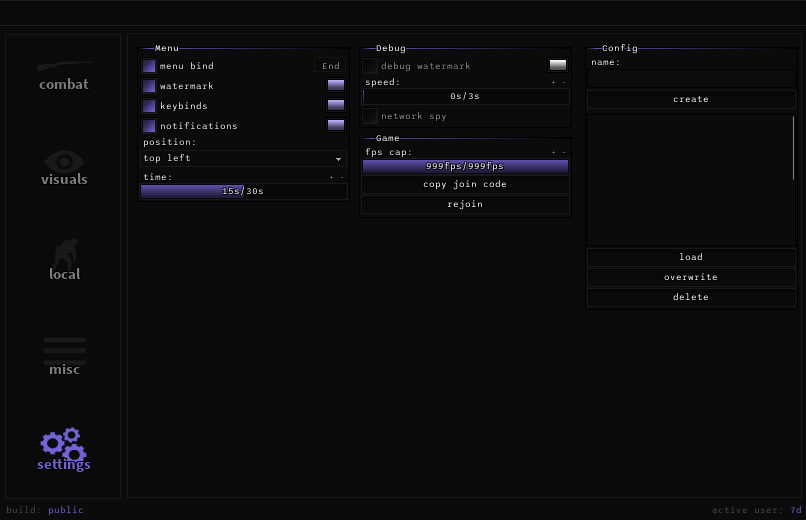 combat
visuals
local
misc
settings
Menu
menu bind End
watermark
keybinds
notifications
position:
top left
time: + -
15s/30s
Debug
debug watermark
speed: + -
0s/3s
network spy
Game
fps cap: + -
999fps/999fps
copy join code
rejoin
Config
name:
create
load
overwrite
delete
build: public
active user: 7d